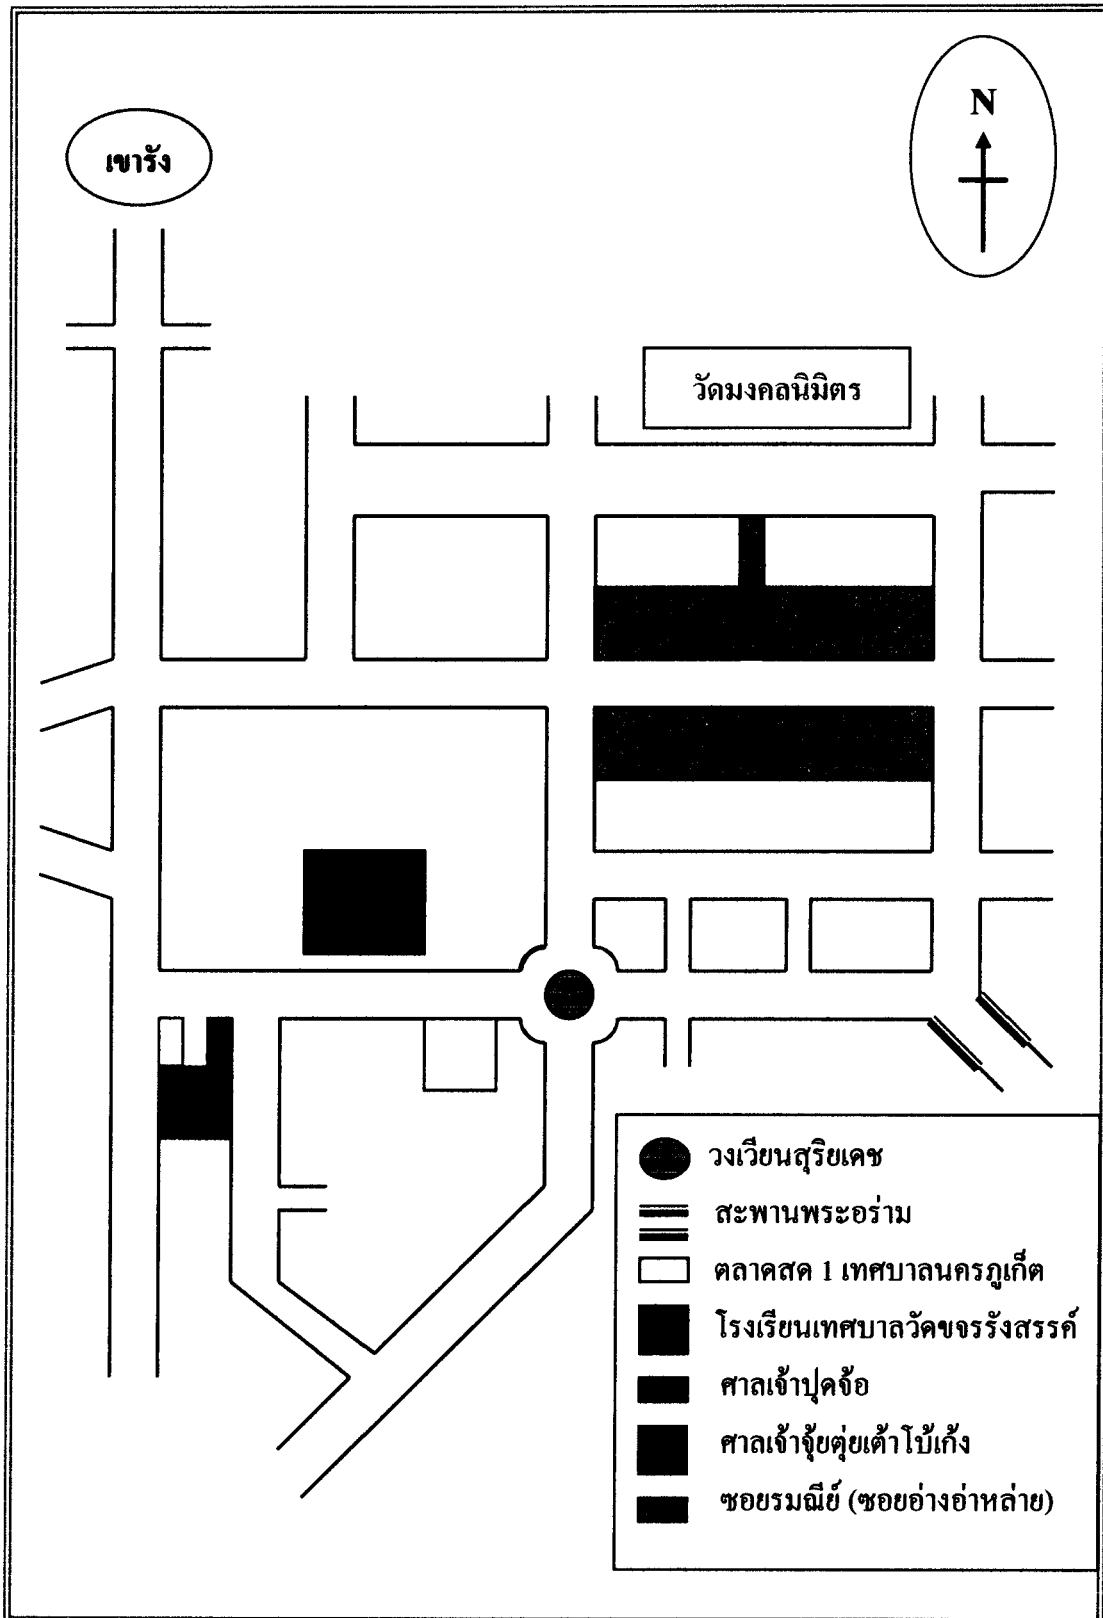 N
เขารัง
วัดมงคลนิมิตร
วงเวียนสุริยเดช
สะพานพระอร่าม
ตลาดสด 1 เทศบาลนครภูเก็ต
โรงเรียนเทศบาลวัดขจรรังสรรค์
ศาลเจ้าปุดจ้อ
ศาลเจ้าจุ้ยตุ่ยเต้าโบ้เก้ง
ซอยรมณีย์ (ซอยอ่างอ่าหล่าย)